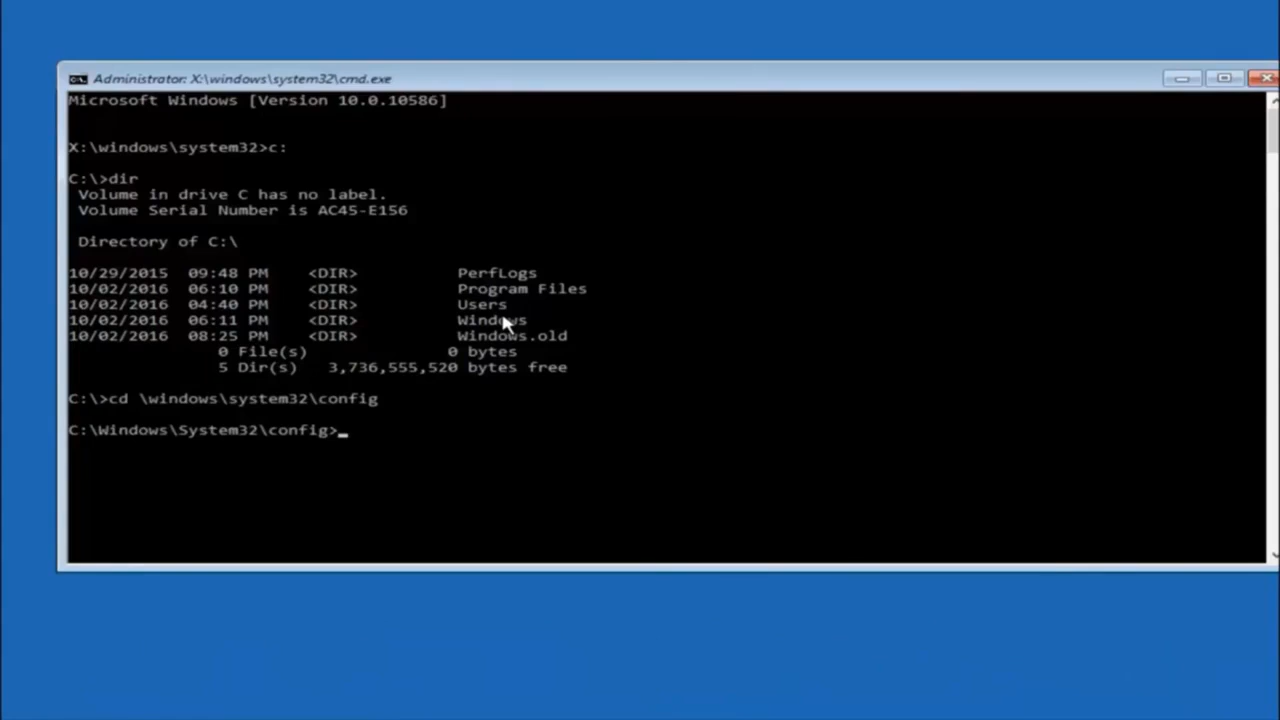 Administrator: X:\windows\system32\cmd.exe
Microsoft Windows [Version 10.0.10586]
X:\windows\system32>c:
C:\>dir
Volume in drive C has no label.
Volume Serial Number is AC45-E156
Directory of C:\
10/29/2015  09:48 PM    <DIR>          PerfLogs
10/02/2016  06:10 PM    <DIR>          Program Files
10/02/2016  04:40 PM    <DIR>          Users
10/02/2016  06:11 PM    <DIR>          Windows
10/02/2016  08:25 PM    <DIR>          Windows.old
0 File(s)              0 bytes
5 Dir(s)   3,736,555,520 bytes free
C:\>cd \windows\system32\config
C:\Windows\System32\config>_